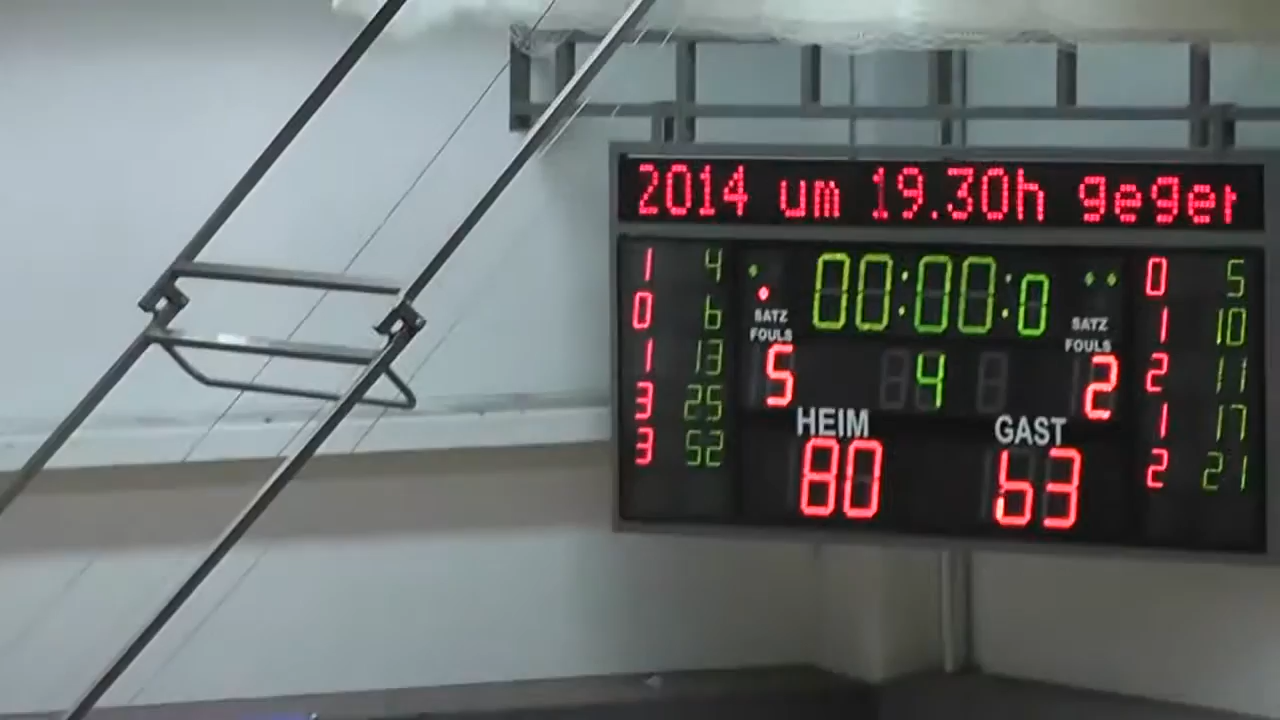 2014 um 19.30h geger
1 4 00:00:0 0 5
0 6 SATZ FOULS SATZ FOULS 1 10
1 13 5 4 2 2 11
3 25 HEIM GAST 1 17
3 52 80 63 2 21